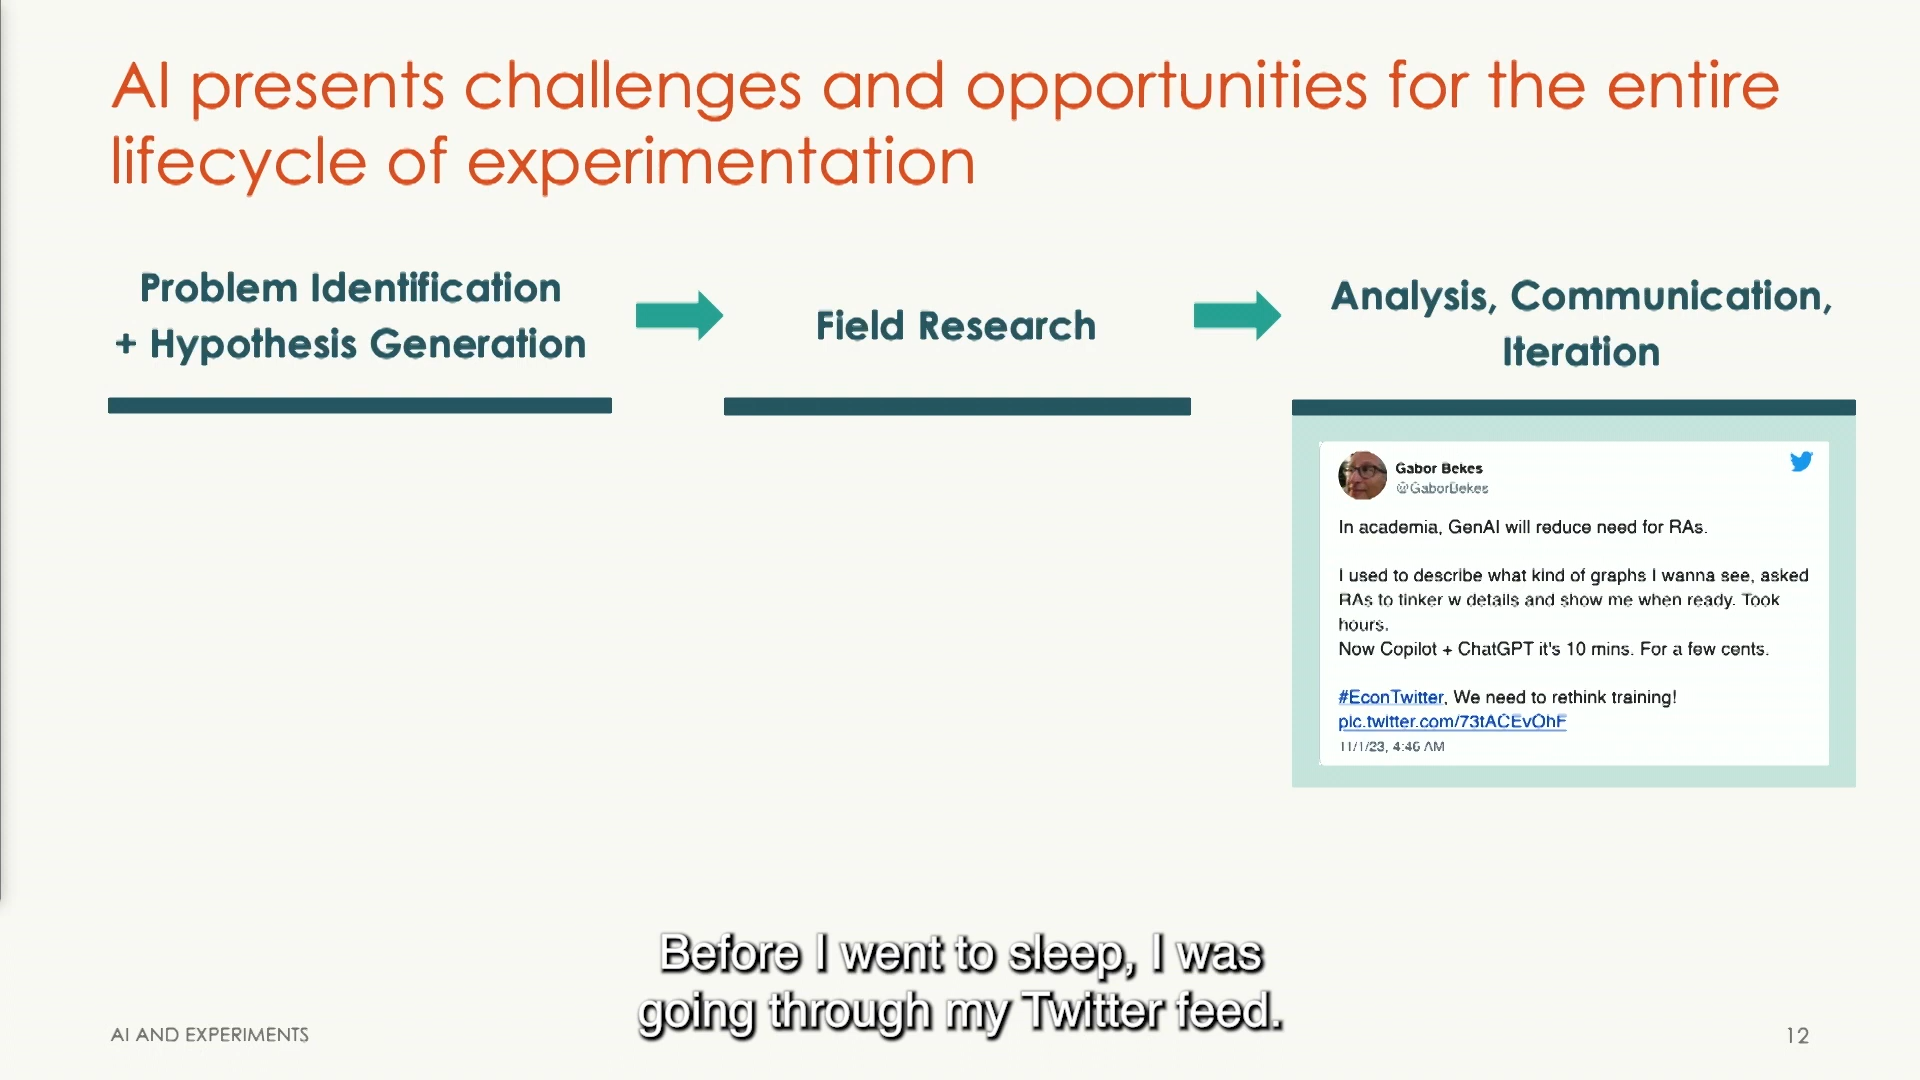 AI presents challenges and opportunities for the entire
lifecycle of experimentation
Problem Identification
+ Hypothesis Generation
Field Research
Analysis, Communication,
Iteration
Gabor Bekes
@GaborBekes
In academia, GenAI will reduce need for RAs.
I used to describe what kind of graphs I wanna see, asked
RAs to tinker w details and show me when ready. Took
hours.
Now Copilot + ChatGPT it's 10 mins. For a few cents.
#EconTwitter, We need to rethink training!
pic.twitter.com/73tACEvOhF
11/1/23, 4:46 AM
Before I went to sleep, I was
going through my Twitter feed.
AI AND EXPERIMENTS
12